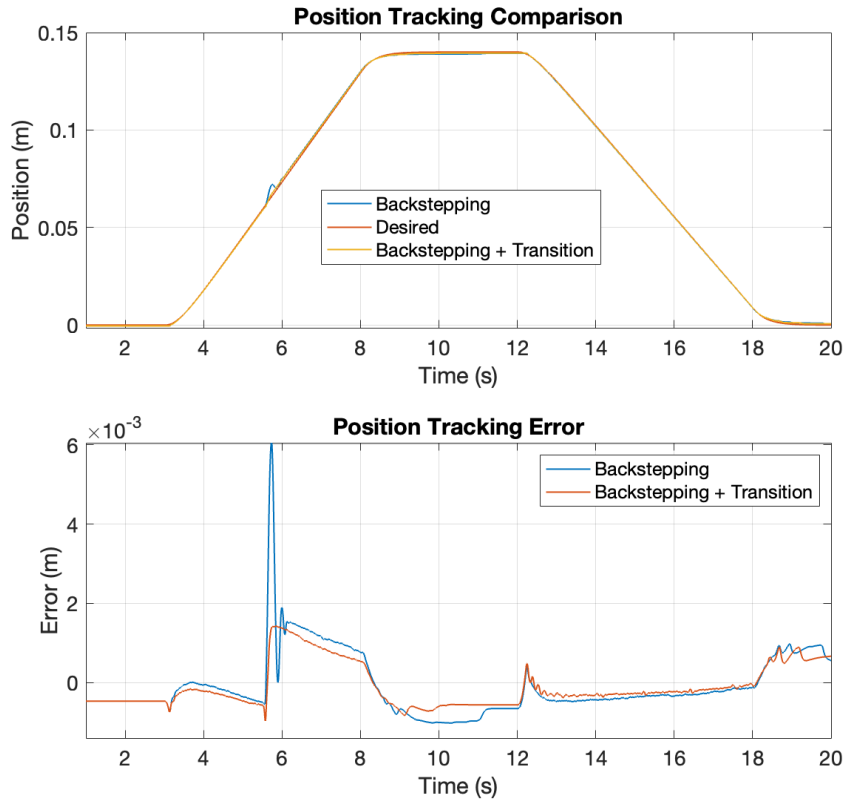 Position Tracking Comparison
0.15
0.1
0.05
0
Position (m)
Backstepping
Desired
Backstepping + Transition
2 4 6 8 10 12 14 16 18 20
Time (s)
×10⁻³
Position Tracking Error
6
4
2
0
Error (m)
Backstepping
Backstepping + Transition
2 4 6 8 10 12 14 16 18 20
Time (s)